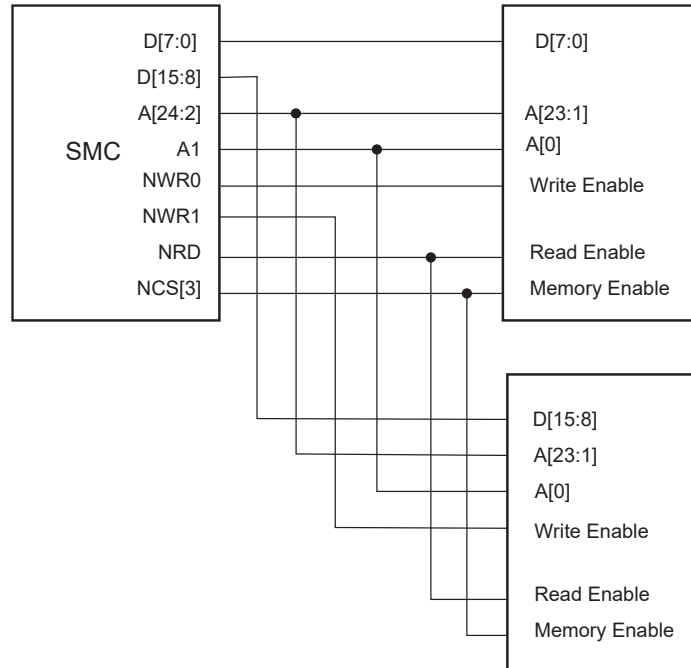 D[7:0]
D[15:8]
A[24:2]
SMC
A1
NWR0
NWR1
NRD
NCS[3]
D[7:0]
A[23:1]
A[0]
Write Enable
Read Enable
Memory Enable
D[15:8]
A[23:1]
A[0]
Write Enable
Read Enable
Memory Enable